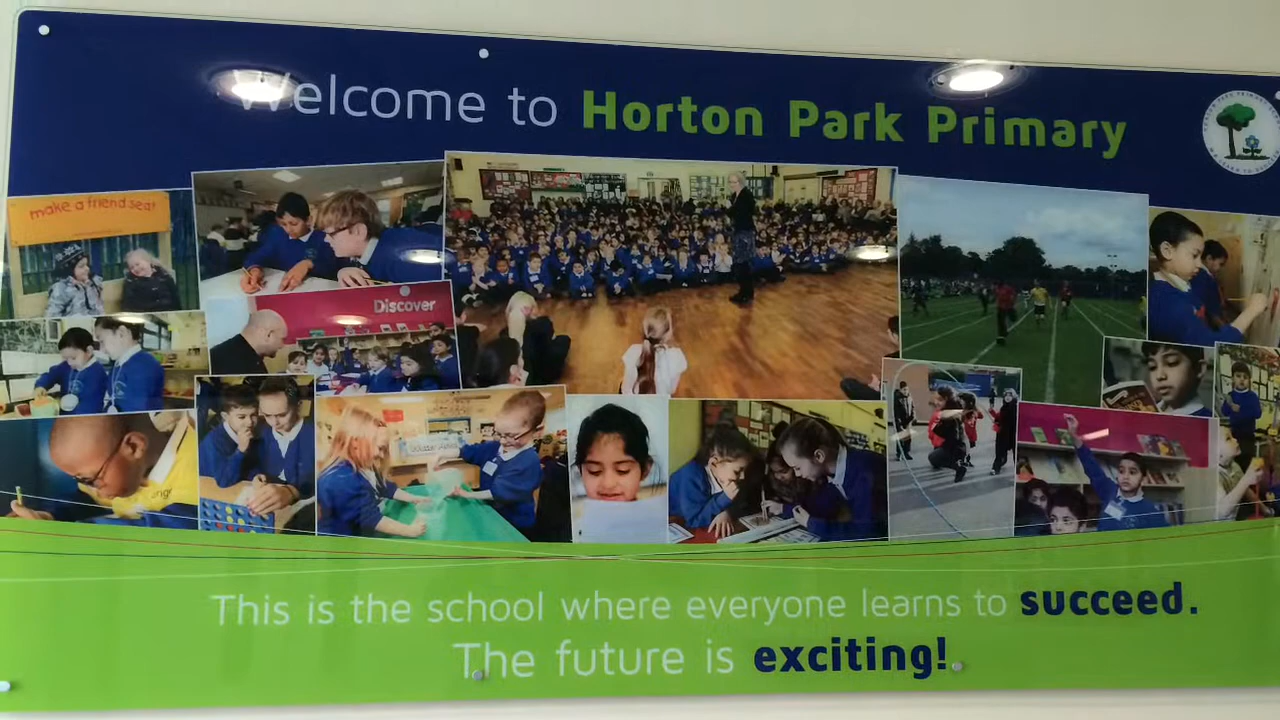 Welcome to Horton Park Primary
make a friend seat
Discover
This is the school where everyone learns to succeed.
The future is exciting!